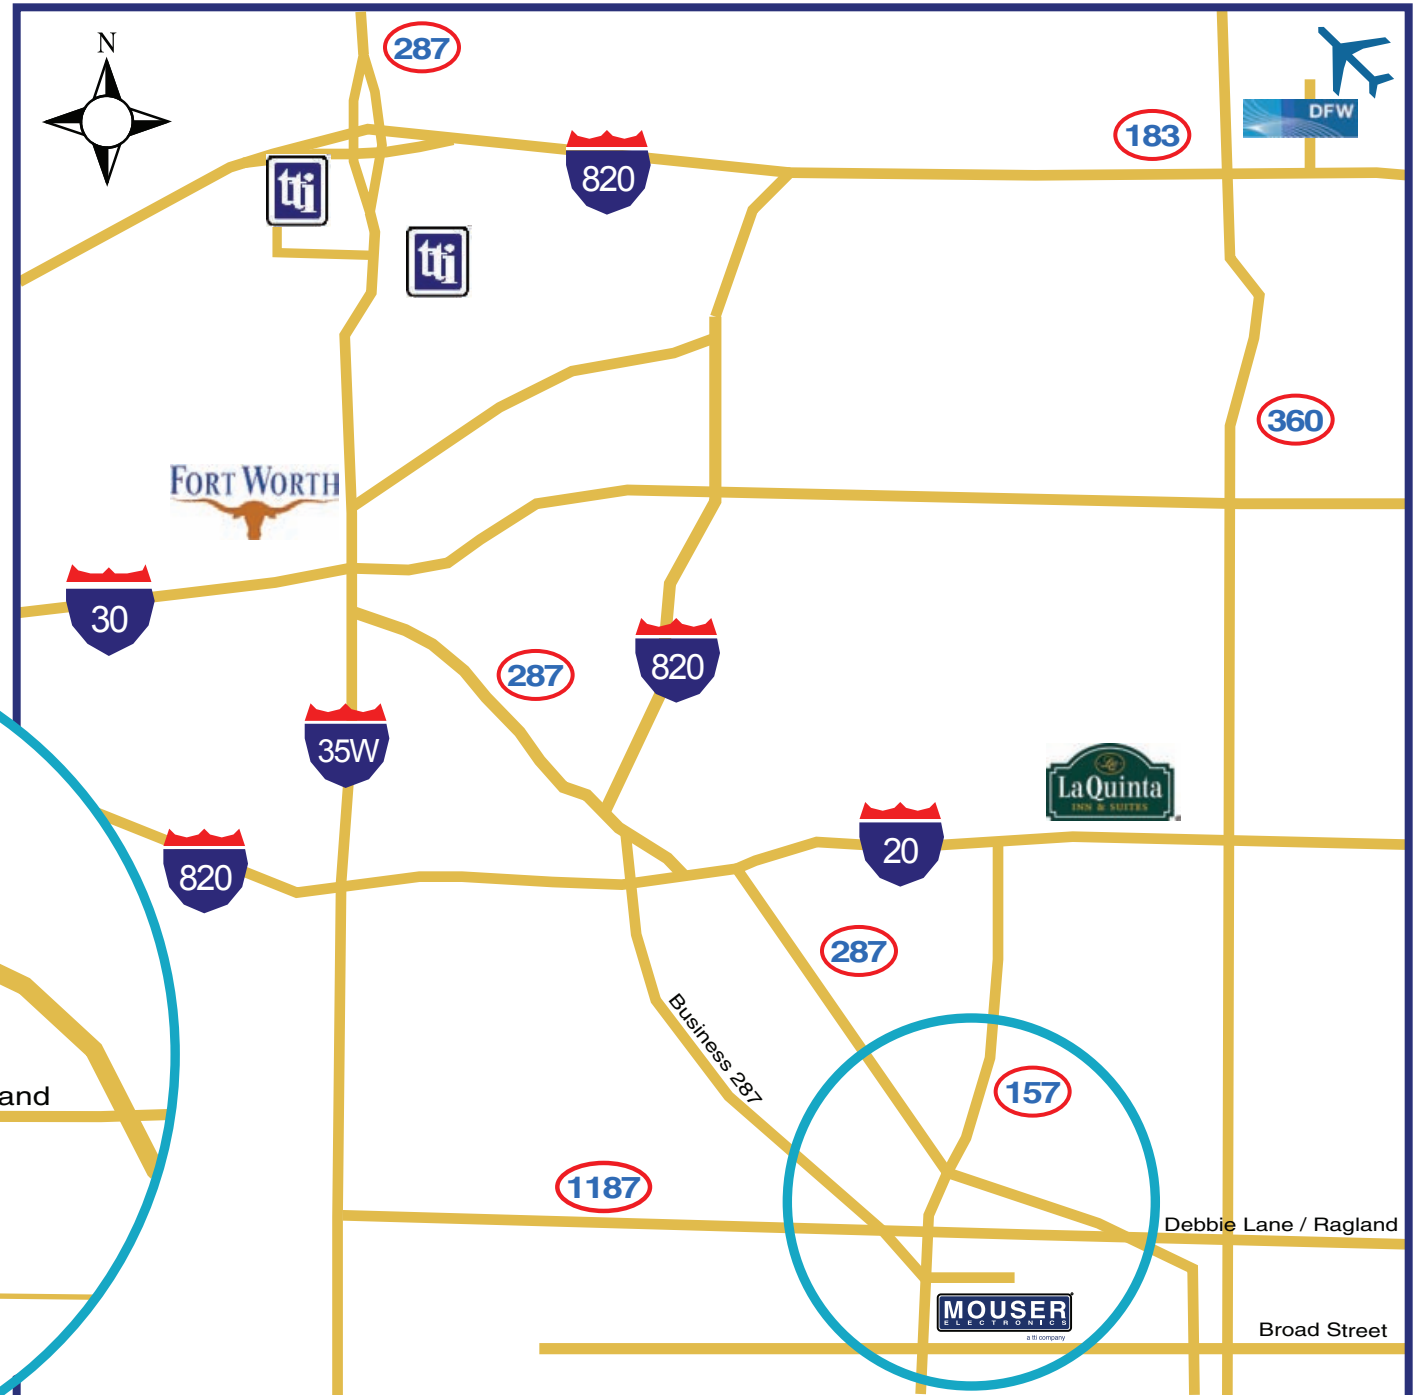 N
287
DFW
183
820
tti
tti
360
FORT WORTH
30
820
287
35W
LaQuinta
INN & SUITES
20
820
287
Business 287
157
and
1187
Debbie Lane / Ragland
MOUSER
ELECTRONICS
a tti company
Broad Street